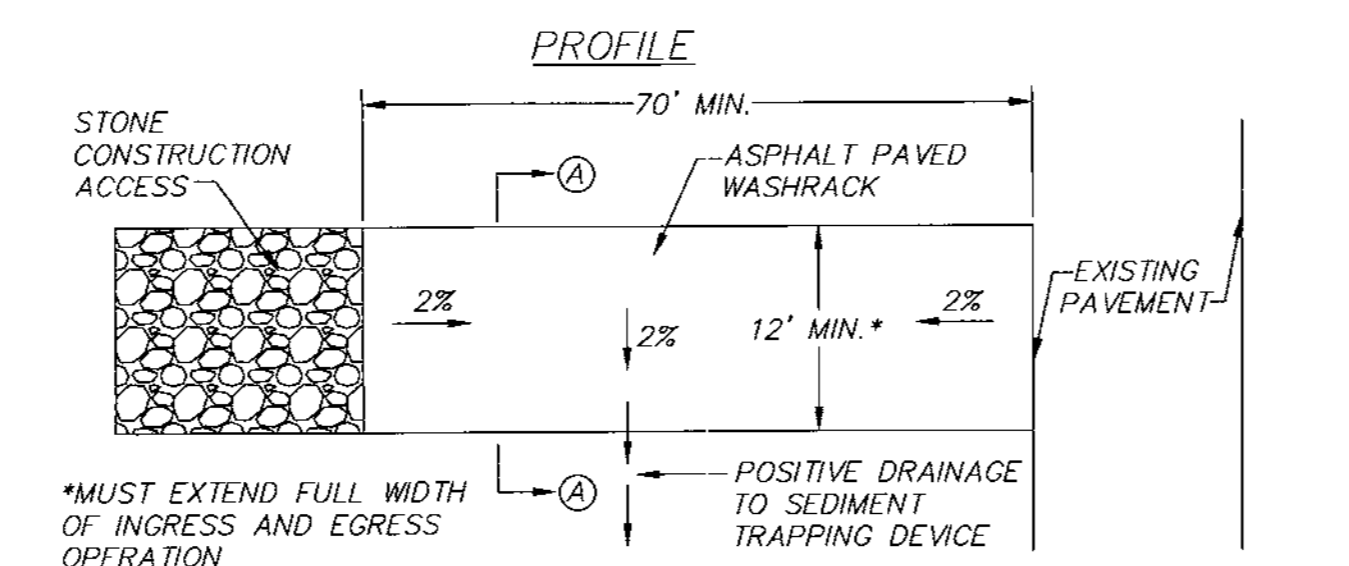 PROFILE
70' MIN.
STONE
CONSTRUCTION
ACCESS
A
ASPHALT PAVED
WASHRACK
2%
2%
12' MIN.*
2%
EXISTING
PAVEMENT
*MUST EXTEND FULL WIDTH
OF INGRESS AND EGRESS
OPERATION
A
POSITIVE DRAINAGE
TO SEDIMENT
TRAPPING DEVICE